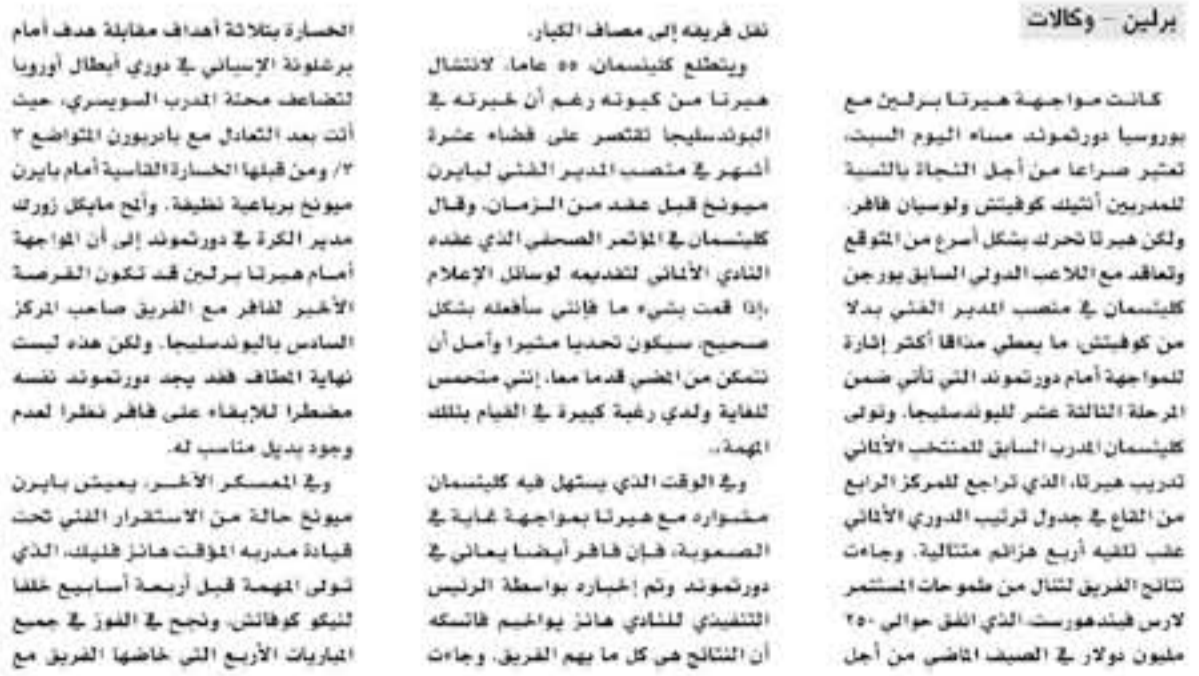 برلين – وكالات
كانت مواجهة هيرتا برلين مع
بوروسيا دورتموند مساء اليوم السبت،
تعتبر صراعا من أجل النجاة بالنسبة
للمدربين أنتيك كوفيتش ولوسيان فافر.
ولكن هيرتا تحرك بشكل أسرع من المتوقع
وتعاقد مع اللاعب الدولي السابق يورجن
كلينسمان في منصب المدير الفني بدلا
من كوفيتش، ما يعطي مذاقا أكثر إثارة
للمواجهة أمام دورتموند التي تأتي ضمن
المرحلة الثالثة عشر للبوندسليجا. وتولى
كلينسمان المدرب السابق للمنتخب الألماني
تدريب هيرتا، الذي تراجع للمركز الرابع
من القاع في جدول ترتيب الدوري الألماني
عقب تلقيه أربع هزائم متتالية. وجاءت
نتائج الفريق لتنال من طموحات المستثمر
لارس فيندهورست، الذي انفق حوالي ٢٥٠
مليون دولار في الصيف الماضي من أجل
نقل فريقه إلى مصاف الكبار.
ويتطلع كلينسمان، ٥٥ عاما، لانتشال
هيرتا من كبوته رغم أن خبرته في
البوندسليجا تقتصر على قضاء عشرة
أشهر في منصب المدير الفني لبايرن
ميونخ قبل عقد من الزمان. وقال
كلينسمان في المؤتمر الصحفي الذي عقده
النادي الألماني لتقديمه لوسائل الإعلام
،إذا قمت بشيء ما فإنني سأفعله بشكل
صحيح، سيكون تحديا مثيرا وآمل أن
نتمكن من المضي قدما معا، إنني متحمس
للغاية ولدي رغبة كبيرة في القيام بتلك
المهمة،.
وفي الوقت الذي يستهل فيه كلينسمان
مشواره مع هيرتا بمواجهة غاية في
الصعوبة، فإن فافر أيضا يعاني في
دورتموند وتم إخباره بواسطة الرئيس
التنفيذي للنادي هانز يواخيم فاتسكه
أن النتائج هي كل ما يهم الفريق. وجاءت
الخسارة بثلاثة أهداف مقابلة هدف أمام
برشلونة الإسباني في دوري أبطال أوروبا
لتضاعف محنة المدرب السويسري، حيث
أتت بعد التعادل مع بادربورن المتواضع ٣
/٣ ومن قبلها الخسارة القاسية أمام بايرن
ميونخ برباعية نظيفة. وألمح مايكل زورك
مدير الكرة في دورتموند إلى أن المواجهة
أمام هيرتا برلين قد تكون الفرصة
الأخير لفافر مع الفريق صاحب المركز
السادس بالبوندسليجا. ولكن هذه ليست
نهاية المطاف فقد يجد دورتموند نفسه
مضطرا للإبقاء على فافر نظرا لعدم
وجود بديل مناسب له.
وفي المعسكر الآخر، يعيش بايرن
ميونخ حالة من الاستقرار الفني تحت
قيادة مدربه المؤقت هانز فليك، الذي
تولى المهمة قبل أربعة أسابيع خلفا
لنيكو كوفاتش، ونجح في الفوز في جميع
المباريات الأربع التي خاضها الفريق مع